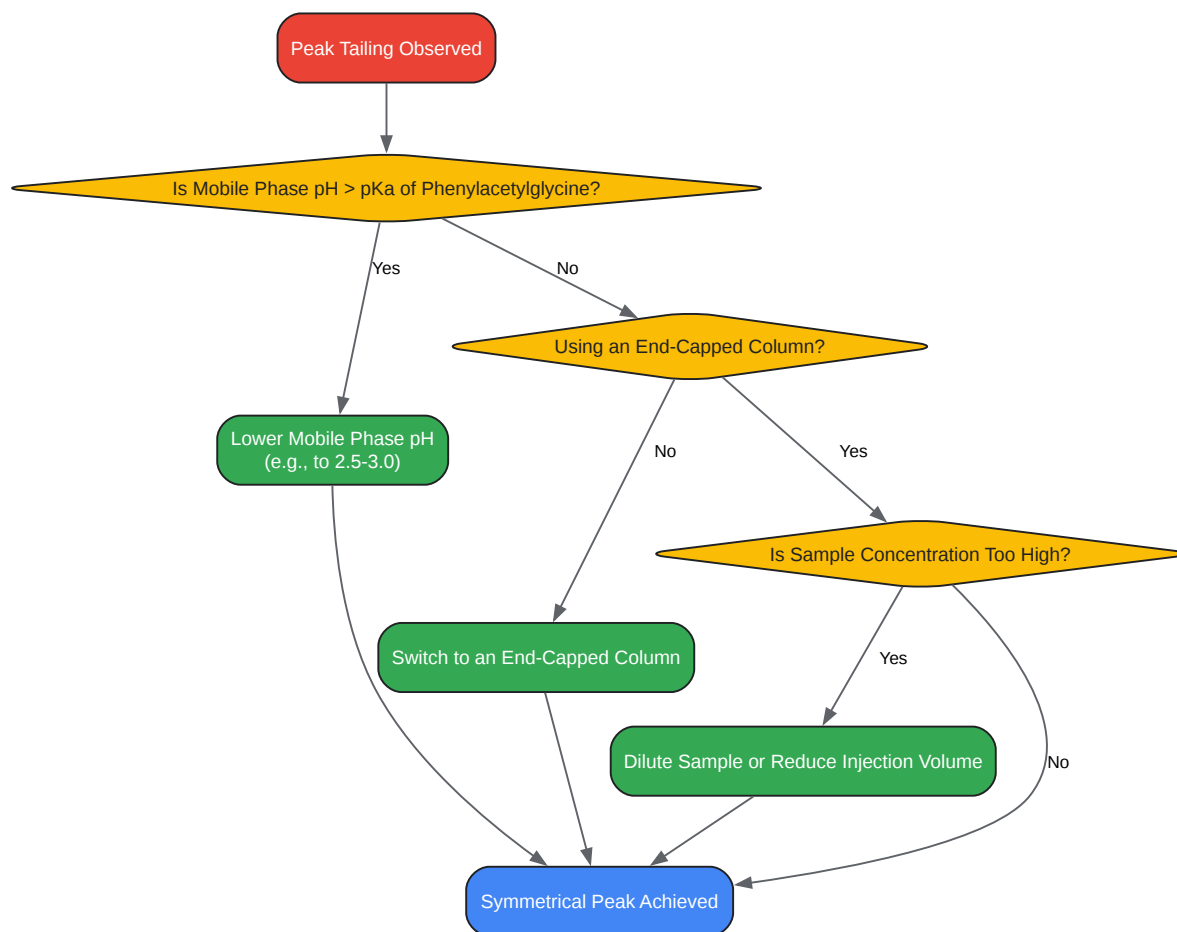 Peak Tailing Observed
Is Mobile Phase pH > pKa of Phenylacetylglycine?
Yes
No
Using an End-Capped Column?
Lower Mobile Phase pH
(e.g., to 2.5-3.0)
No
Yes
Is Sample Concentration Too High?
Switch to an End-Capped Column
Yes
Dilute Sample or Reduce Injection Volume
No
Symmetrical Peak Achieved